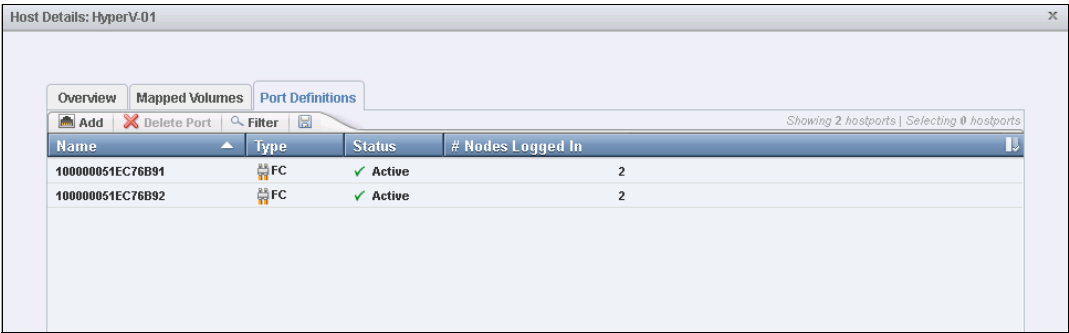 Host Details: HyperV-01 x
Overview Mapped Volumes Port Definitions
Add Delete Port Filter Showing 2 hostports | Selecting 0 hostports
Name Type Status # Nodes Logged In
100000051EC76B91 FC Active 2
100000051EC76B92 FC Active 2